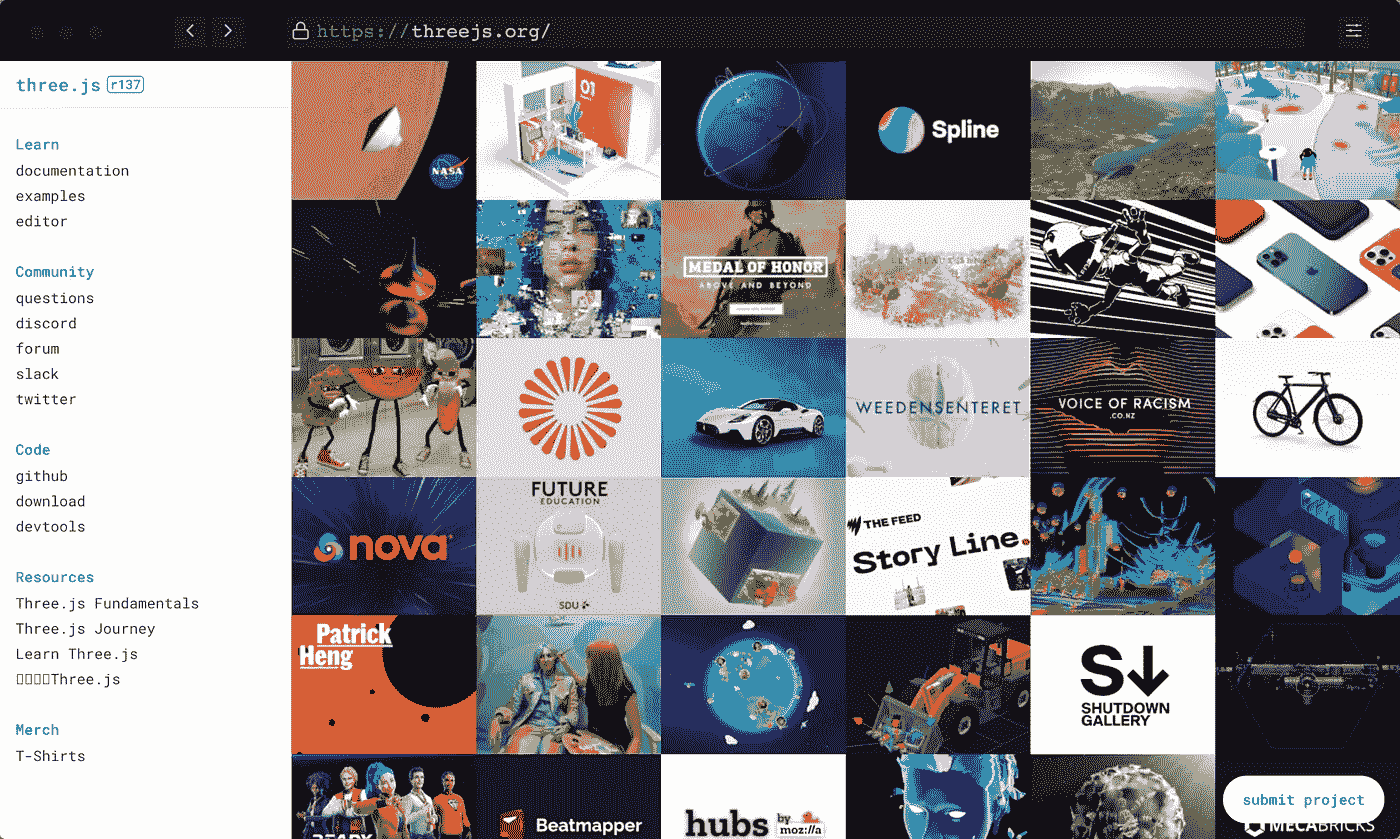 https://threejs.org/
three.js r137
Learn
documentation
examples
editor
Community
questions
discord
forum
slack
twitter
Code
github
download
devtools
Resources
Three.js Fundamentals
Three.js Journey
Learn Three.js
Three.js
Merch
T-Shirts
NASA
01
Spline
MEDAL OF HONOR
ABOVE AND BEYOND
WEEDENSENTERET
VOICE OF RACISM
.CO.NZ
nova
FUTURE
EDUCATION
SDU
THE FEED
Story Line.
Patrick
Heng
S
SHUTDOWN
GALLERY
READY
Beatmapper
hubs by
moz://a
submit project
MECABRICKS